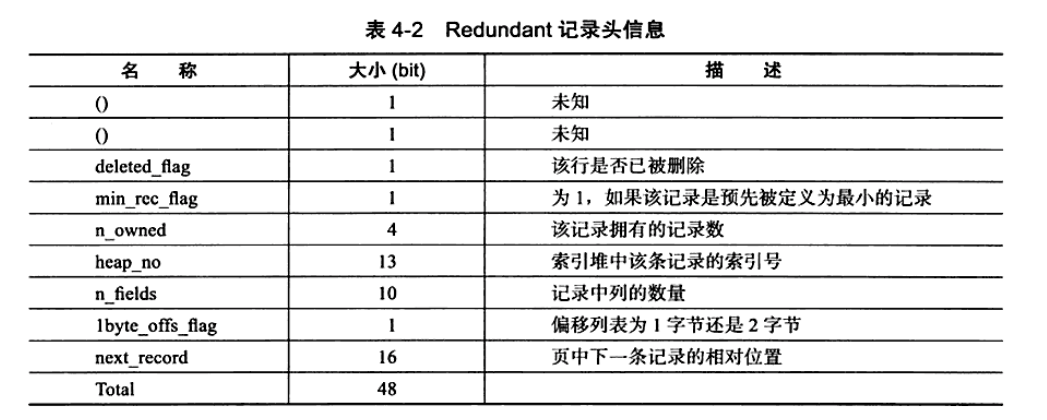 表 4-2 Redundant 记录头信息
名 称 大小 (bit) 描 述
() 1 未知
() 1 未知
deleted_flag 1 该行是否已被删除
min_rec_flag 1 为 1，如果该记录是预先被定义为最小的记录
n_owned 4 该记录拥有的记录数
heap_no 13 索引堆中该条记录的索引号
n_fields 10 记录中列的数量
1byte_offs_flag 1 偏移列表为 1 字节还是 2 字节
next_record 16 页中下一条记录的相对位置
Total 48